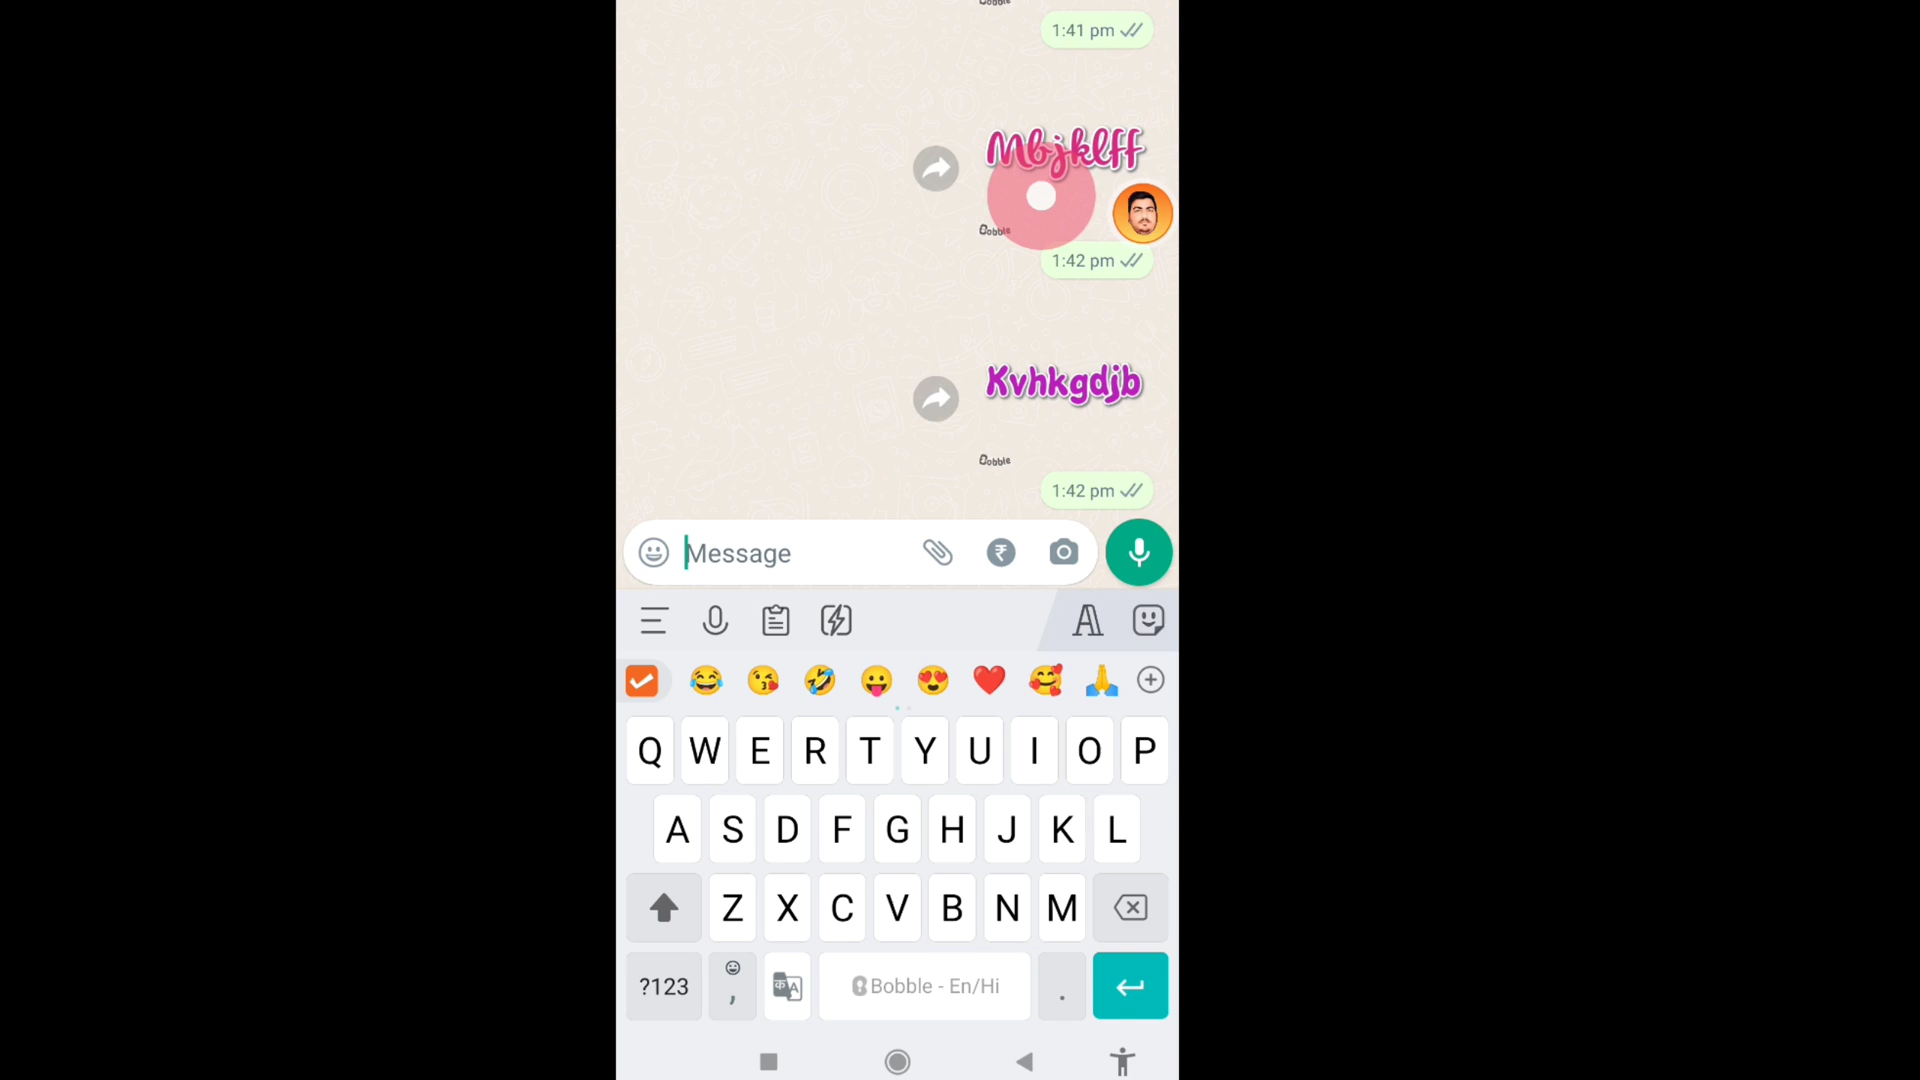 1:41 pm
Mbjklff
Bobble
1:42 pm
Kvhkgdjb
Bobble
1:42 pm
Message
Q W E R T Y U I O P
A S D F G H J K L
Z X C V B N M
?123 , क A Bobble - En/Hi .